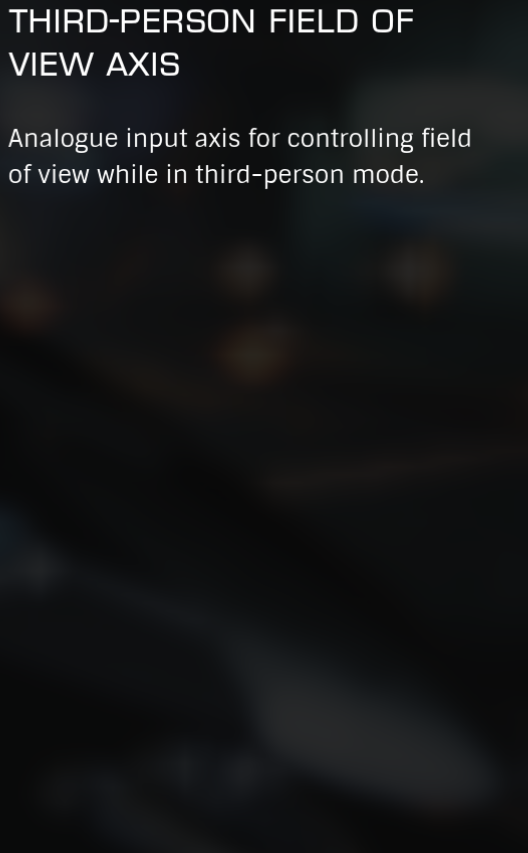 THIRD-PERSON FIELD OF
VIEW AXIS
Analogue input axis for controlling field
of view while in third-person mode.